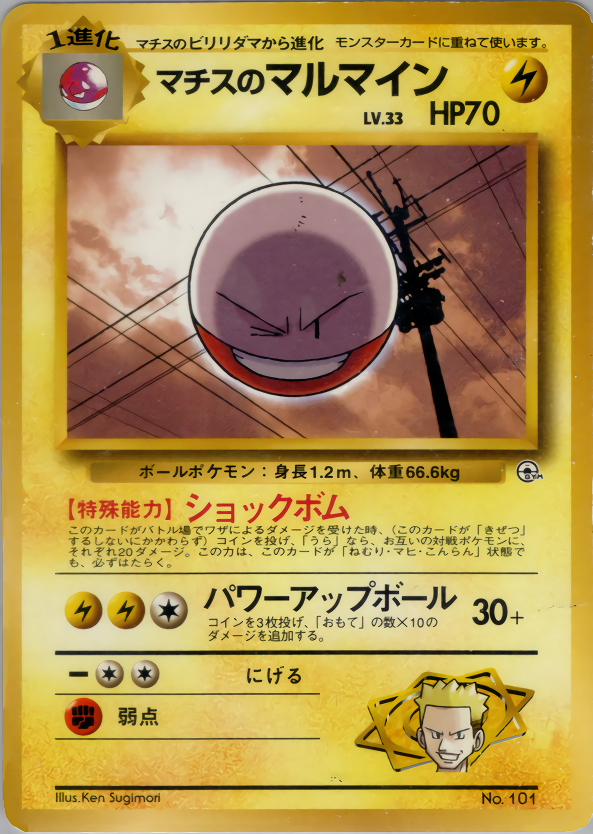 1進化
マチスのビリリダマから進化 モンスターカードに重ねて使います。
マチスのマルマイン
LV.33 HP70
ボールポケモン:身長1.2m、体重66.6kg
GYM
【特殊能力】ショックボム
このカードがバトル場でワザによるダメージを受けた時、(このカードが「きぜつ」
するしないにかかわらず)コインを投げ、「うら」なら、お互いの対戦ポケモンに、
それぞれ20ダメージ。この力は、このカードが「ねむり・マヒ・こんらん」状態で
も、必ずはたらく。
パワーアップボール 30+
コインを3枚投げ、「おもて」の数×10の
ダメージを追加する。
ー にげる
弱点
Illus.Ken Sugimori No. 101